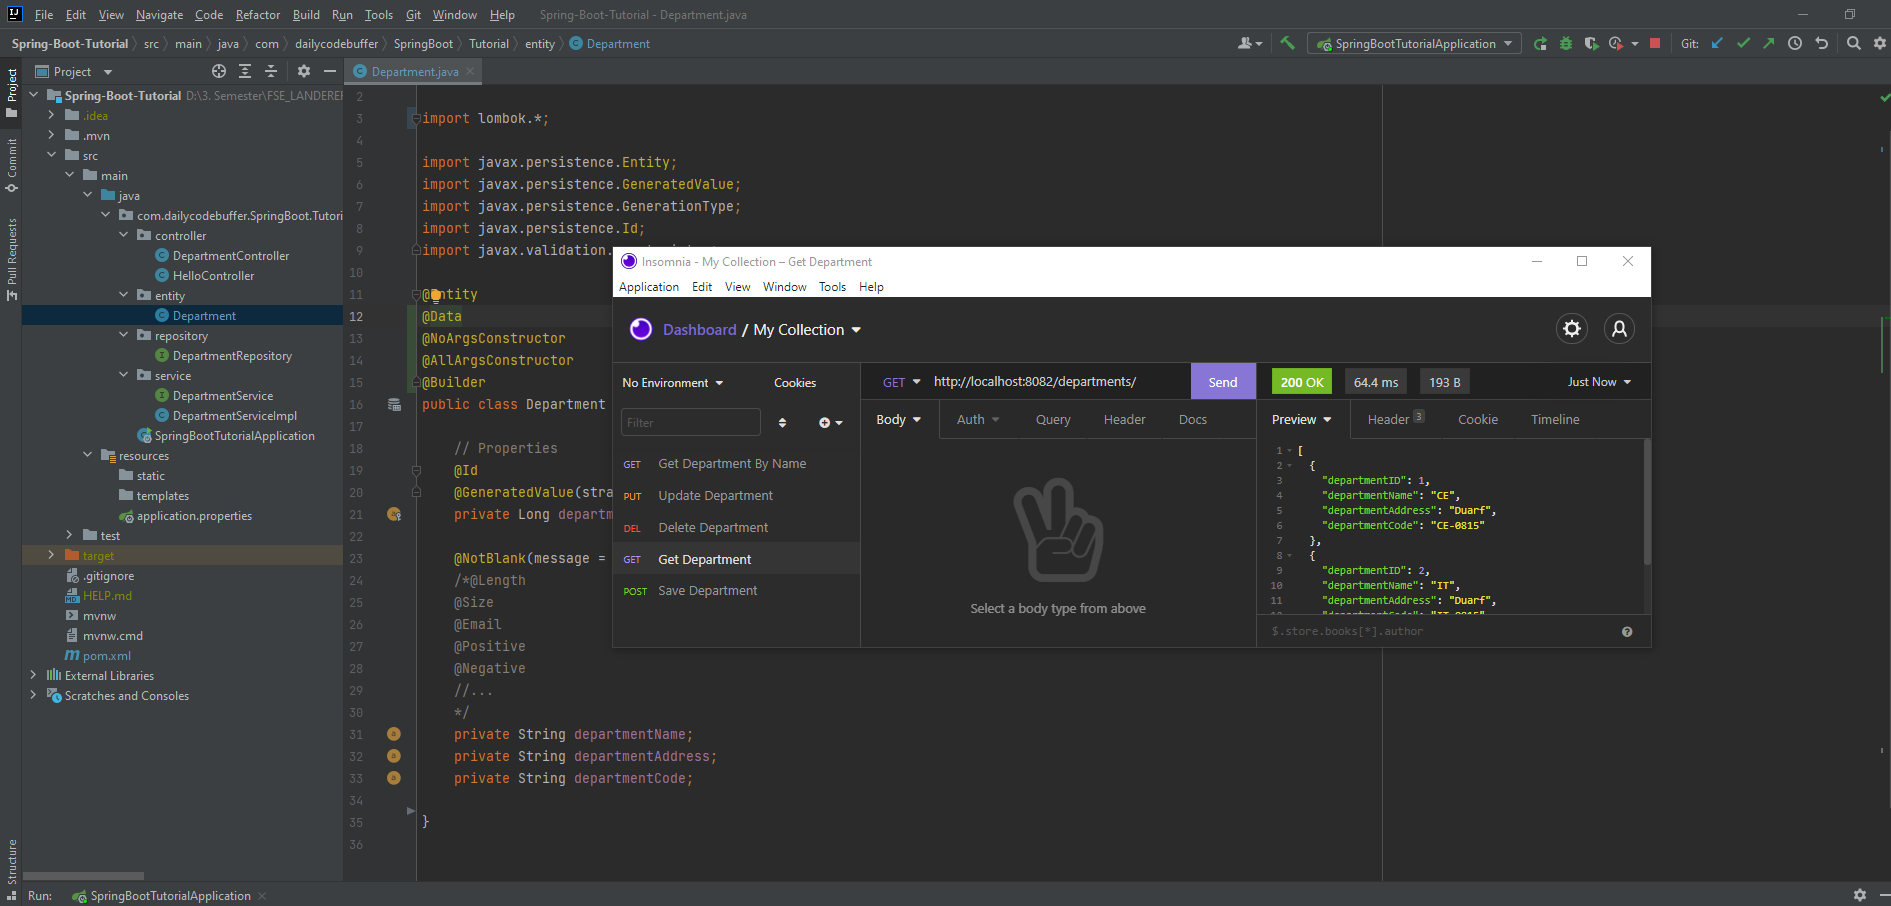 File Edit View Navigate Code Refactor Build Run Tools Git Window Help Spring-Boot-Tutorial - Department.java
Spring-Boot-Tutorial src main java com dailycodebuffer SpringBoot Tutorial entity Department
SpringBootTutorialApplication Git:
Project
Commit
Pull Requests
Structure
Project
Spring-Boot-Tutorial D:\3. Semester\FSE_LANDERER
.idea
.mvn
src
main
java
com.dailycodebuffer.SpringBoot.Tutori
controller
DepartmentController
HelloController
entity
Department
repository
DepartmentRepository
service
DepartmentService
DepartmentServiceImpl
SpringBootTutorialApplication
resources
static
templates
application.properties
test
target
.gitignore
HELP.md
mvnw
mvnw.cmd
pom.xml
External Libraries
Scratches and Consoles
Department.java
2
3 import lombok.*;
4
5 import javax.persistence.Entity;
6 import javax.persistence.GeneratedValue;
7 import javax.persistence.GenerationType;
8 import javax.persistence.Id;
9 import javax.validation.
10
11 @Entity
12 @Data
13 @NoArgsConstructor
14 @AllArgsConstructor
15 @Builder
16 public class Department
17
18 // Properties
19 @Id
20 @GeneratedValue(stra
21 private Long departm
22
23 @NotBlank(message =
24 /*@Length
25 @Size
26 @Email
27 @Positive
28 @Negative
29 //...
30 */
31 private String departmentName;
32 private String departmentAddress;
33 private String departmentCode;
34
35 }
36
Insomnia - My Collection – Get Department
Application Edit View Window Tools Help
Dashboard / My Collection
No Environment Cookies
Filter
GET Get Department By Name
PUT Update Department
DEL Delete Department
GET Get Department
POST Save Department
GET http://localhost:8082/departments/ Send
Body Auth Query Header Docs
Select a body type from above
200 OK 64.4 ms 193 B Just Now
Preview Header 3 Cookie Timeline
1 [
2 {
3 "departmentID": 1,
4 "departmentName": "CE",
5 "departmentAddress": "Duarf",
6 "departmentCode": "CE-0815"
7 },
8 {
9 "departmentID": 2,
10 "departmentName": "IT",
11 "departmentAddress": "Duarf",
$.store.books[*].author
Run: SpringBootTutorialApplication